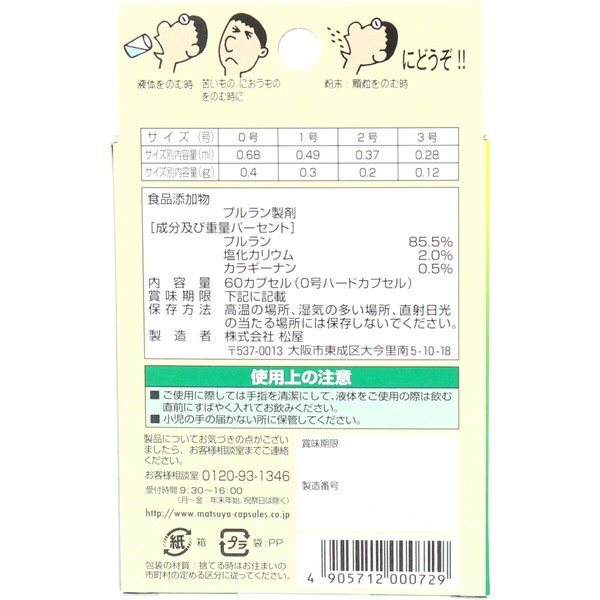 液体をのむ時
苦いもの、におうもの
をのむ時に
粉末・顆粒をのむ時
にどうぞ!!
サイズ(号) 0号 1号 2号 3号
サイズ別内容量(ml) 0.68 0.49 0.37 0.28
サイズ別内容量(g) 0.4 0.3 0.2 0.12
食品添加物
プルラン製剤
[成分及び重量パーセント]
プルラン 85.5%
塩化カリウム 2.0%
カラギーナン 0.5%
内容量 60カプセル(0号ハードカプセル)
賞味期限 下記に記載
保存方法 高温の場所、湿気の多い場所、直射日光
の当たる場所には保存しないでください。
製造者 株式会社 松屋
〒537-0013 大阪市東成区大今里南5-10-18
使用上の注意
■ご使用に際しては手指を清潔にして、液体をご使用の際は飲む
直前にすばやく入れてお飲みください。
■小児の手の届かない所に保管してください。
製品についてお気づきの点がござい
ましたら、お客様相談室までご連絡
ください。
お客様相談室 0120-93-1346
受付時間 9:30~16:00
(月~金 年末年始、祝祭日は除く)
http://www.matsuya-capsules.co.jp
紙 箱 プラ 袋:PP
包装の材質:捨てる時はお住まいの
市町村の定める区分に従ってください。
賞味期限
製造番号
4 905712 000729